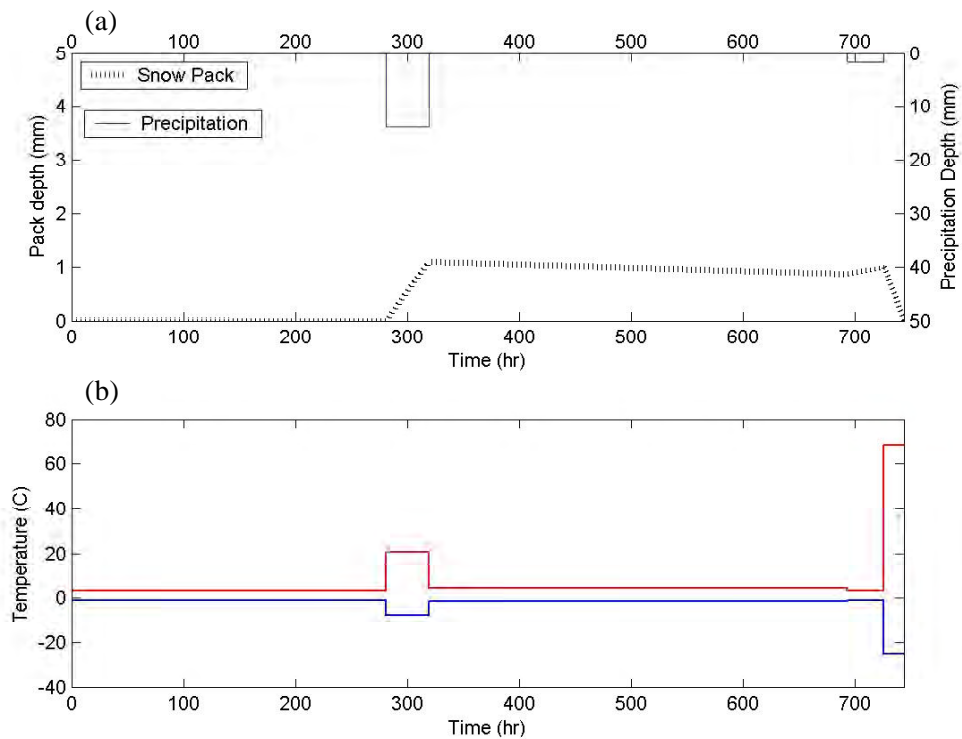 (a)
0 100 200 300 400 500 600 700
5 0
Snow Pack
4 10
Precipitation
3 20
2 30
1 40
0 50
Pack depth (mm)
Precipitation Depth (mm)
0 100 200 300 400 500 600 700
Time (hr)
(b)
80
60
40
20
0
-20
-40
Temperature (C)
0 100 200 300 400 500 600 700
Time (hr)